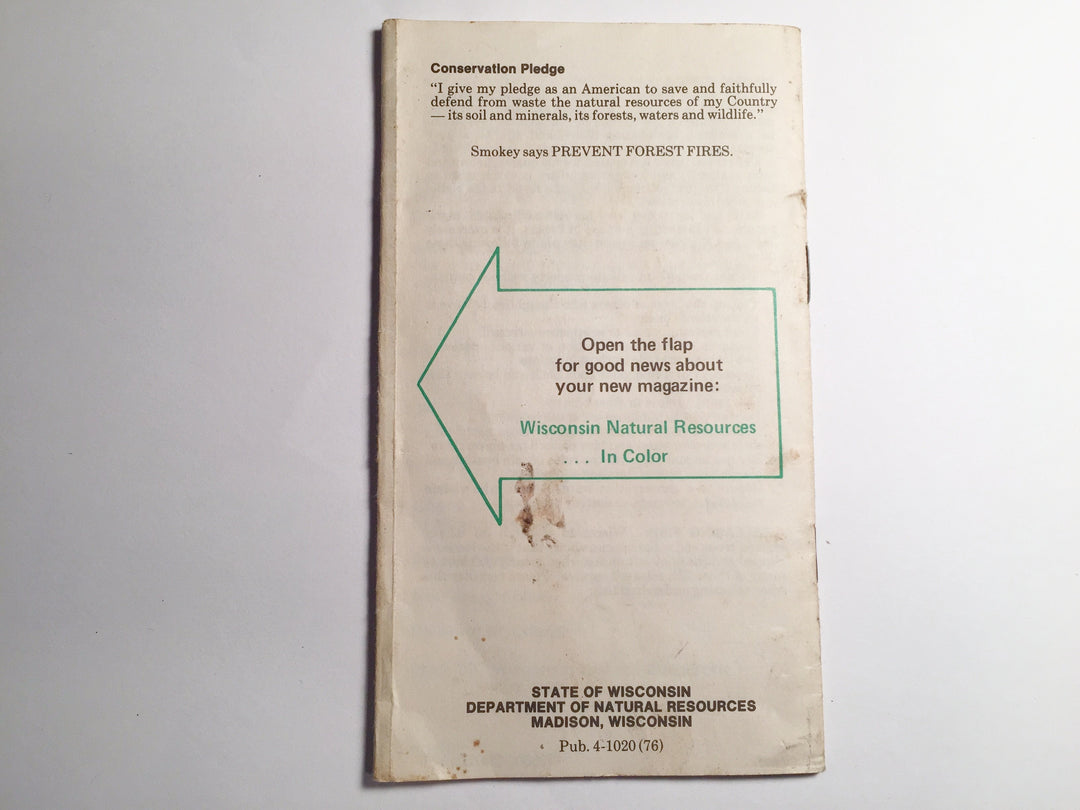 Conservation Pledge
“I give my pledge as an American to save and faithfully
defend from waste the natural resources of my Country
— its soil and minerals, its forests, waters and wildlife.”
Smokey says PREVENT FOREST FIRES.
Open the flap
for good news about
your new magazine:
Wisconsin Natural Resources
. . . In Color
STATE OF WISCONSIN
DEPARTMENT OF NATURAL RESOURCES
MADISON, WISCONSIN
Pub. 4-1020 (76)